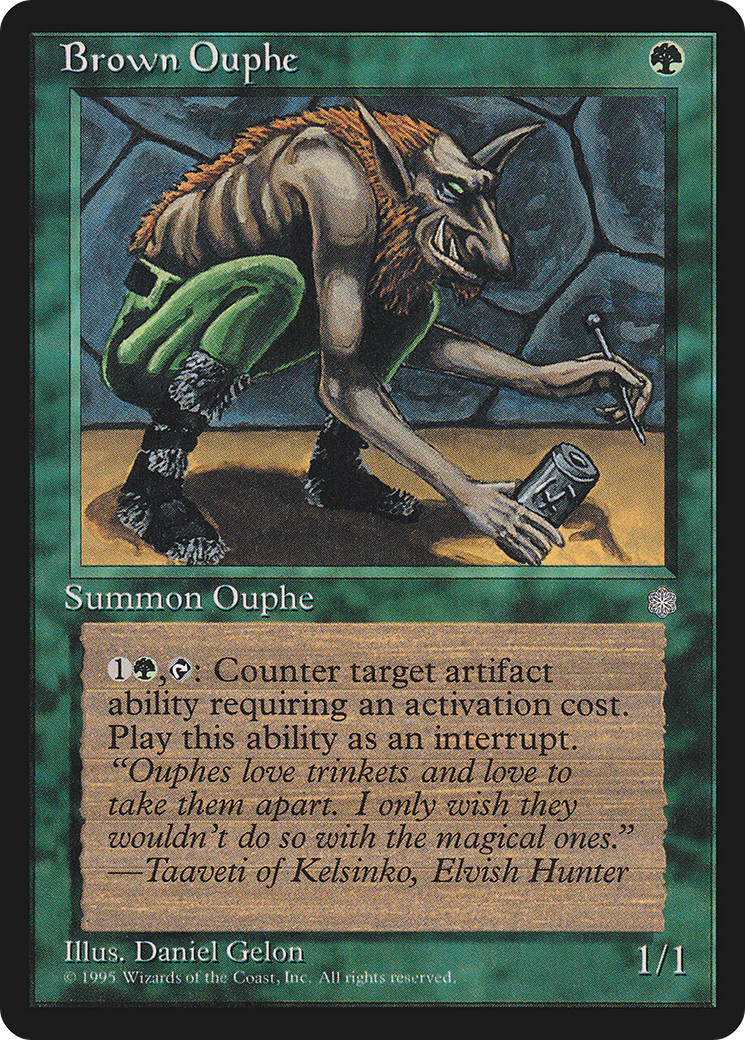 Brown Ouphe
Summon Ouphe
1, : Counter target artifact
ability requiring an activation cost.
Play this ability as an interrupt.
“Ouphes love trinkets and love to
take them apart. I only wish they
wouldn’t do so with the magical ones.”
—Taaveti of Kelsinko, Elvish Hunter
Illus. Daniel Gelon
1/1
© 1995 Wizards of the Coast, Inc. All rights reserved.